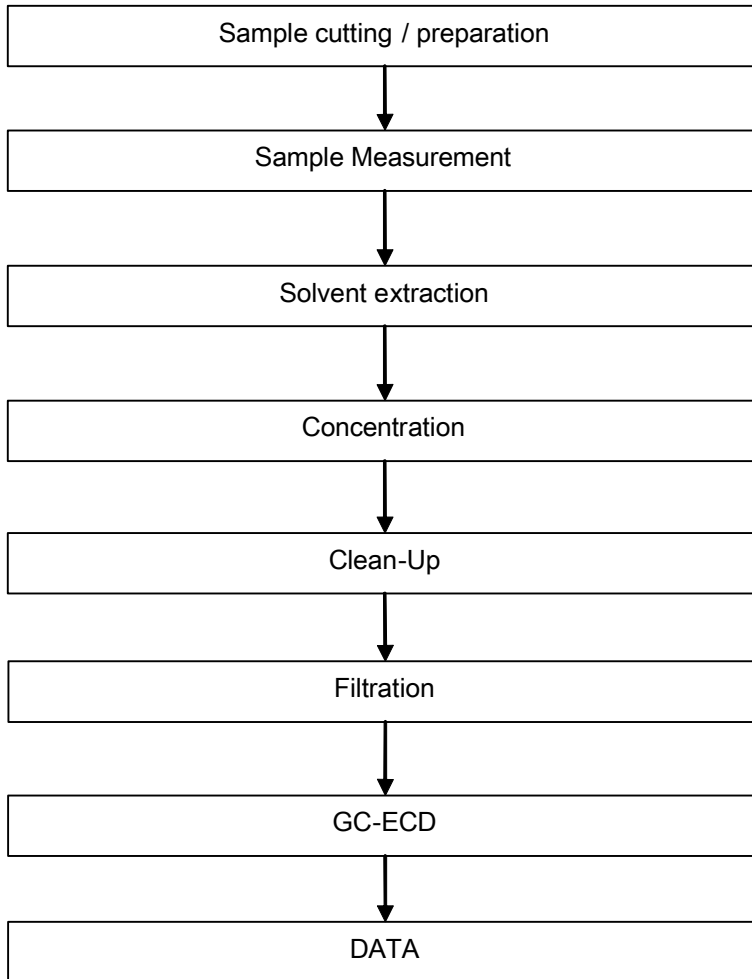 Sample cutting / preparation
Sample Measurement
Solvent extraction
Concentration
Clean-Up
Filtration
GC-ECD
DATA